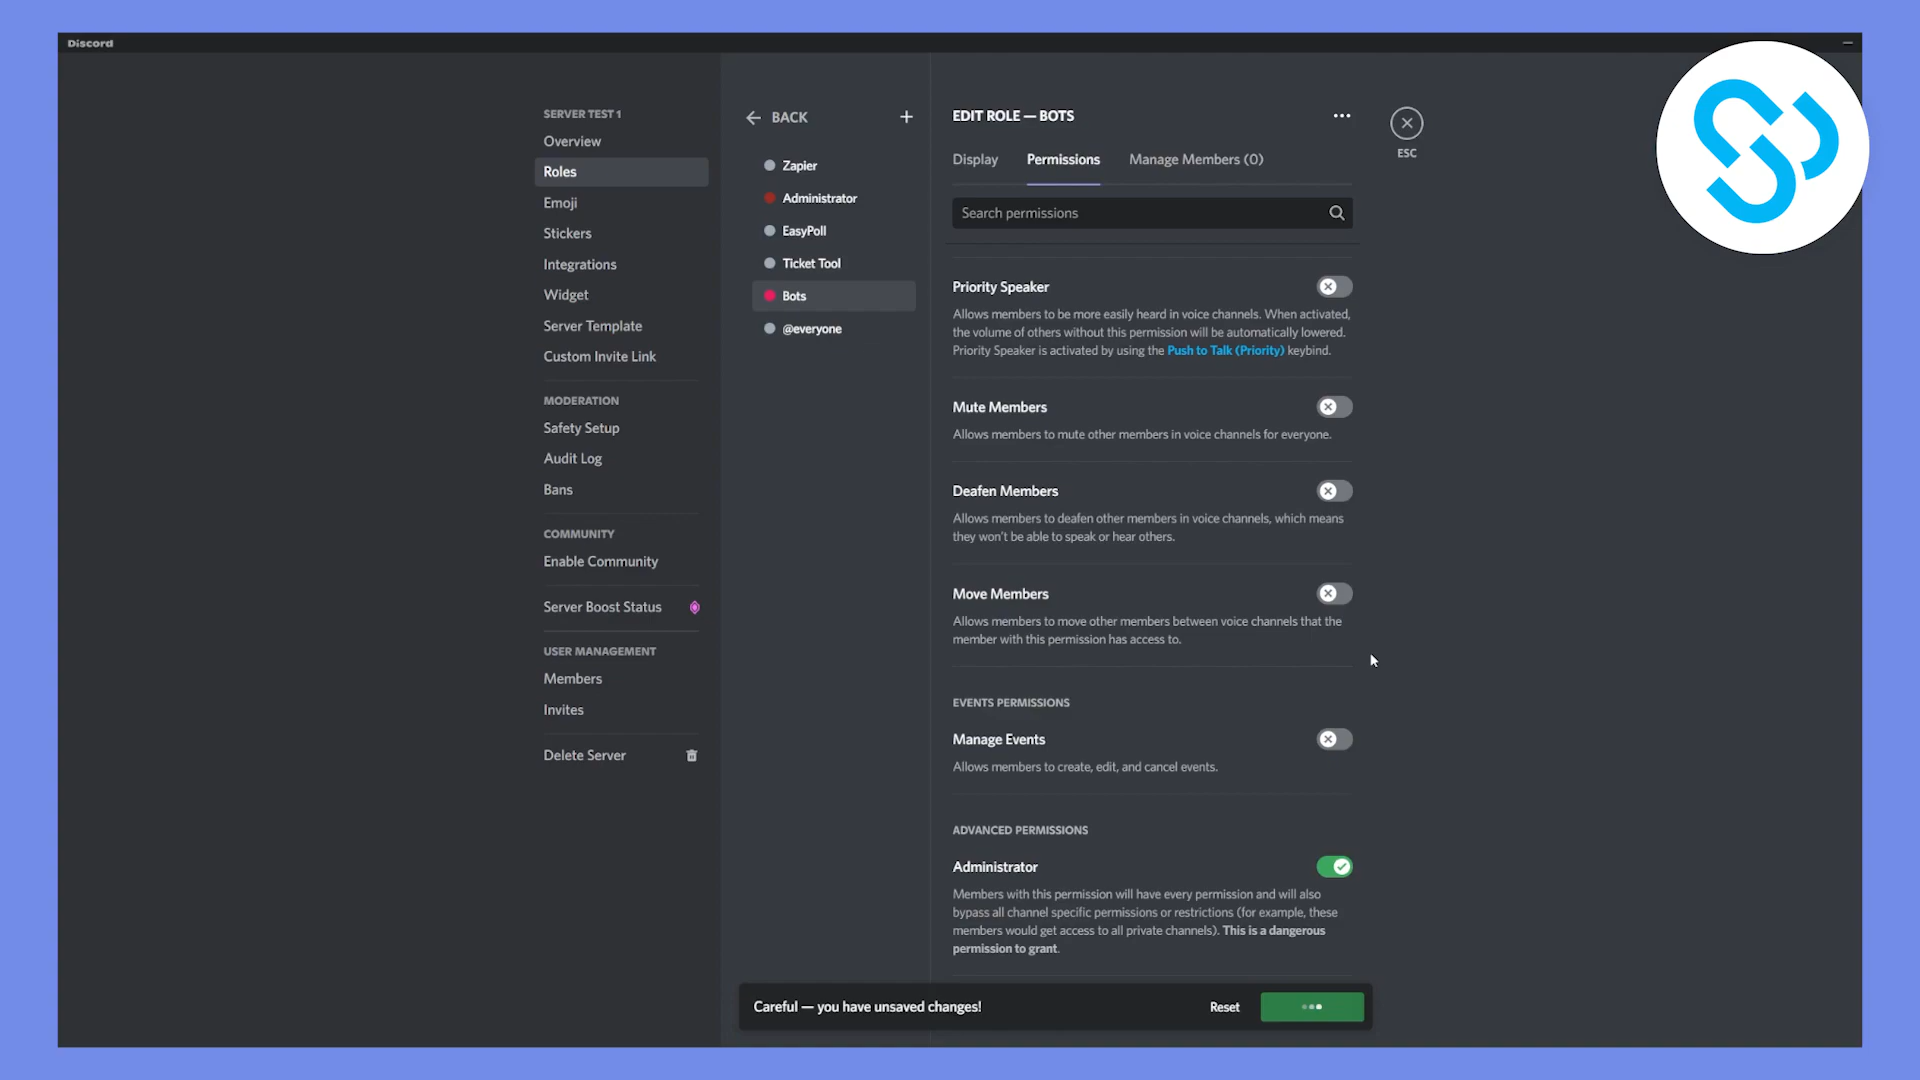 Discord
SERVER TEST 1
Overview
Roles
Emoji
Stickers
Integrations
Widget
Server Template
Custom Invite Link
MODERATION
Safety Setup
Audit Log
Bans
COMMUNITY
Enable Community
Server Boost Status
USER MANAGEMENT
Members
Invites
Delete Server
BACK
Zapier
Administrator
EasyPoll
Ticket Tool
Bots
@everyone
EDIT ROLE — BOTS
Display Permissions Manage Members (0)
ESC
Search permissions
Priority Speaker
Allows members to be more easily heard in voice channels. When activated,
the volume of others without this permission will be automatically lowered.
Priority Speaker is activated by using the Push to Talk (Priority) keybind.
Mute Members
Allows members to mute other members in voice channels for everyone.
Deafen Members
Allows members to deafen other members in voice channels, which means
they won't be able to speak or hear others.
Move Members
Allows members to move other members between voice channels that the
member with this permission has access to.
EVENTS PERMISSIONS
Manage Events
Allows members to create, edit, and cancel events.
ADVANCED PERMISSIONS
Administrator
Members with this permission will have every permission and will also
bypass all channel specific permissions or restrictions (for example, these
members would get access to all private channels). This is a dangerous
permission to grant.
Careful — you have unsaved changes!
Reset